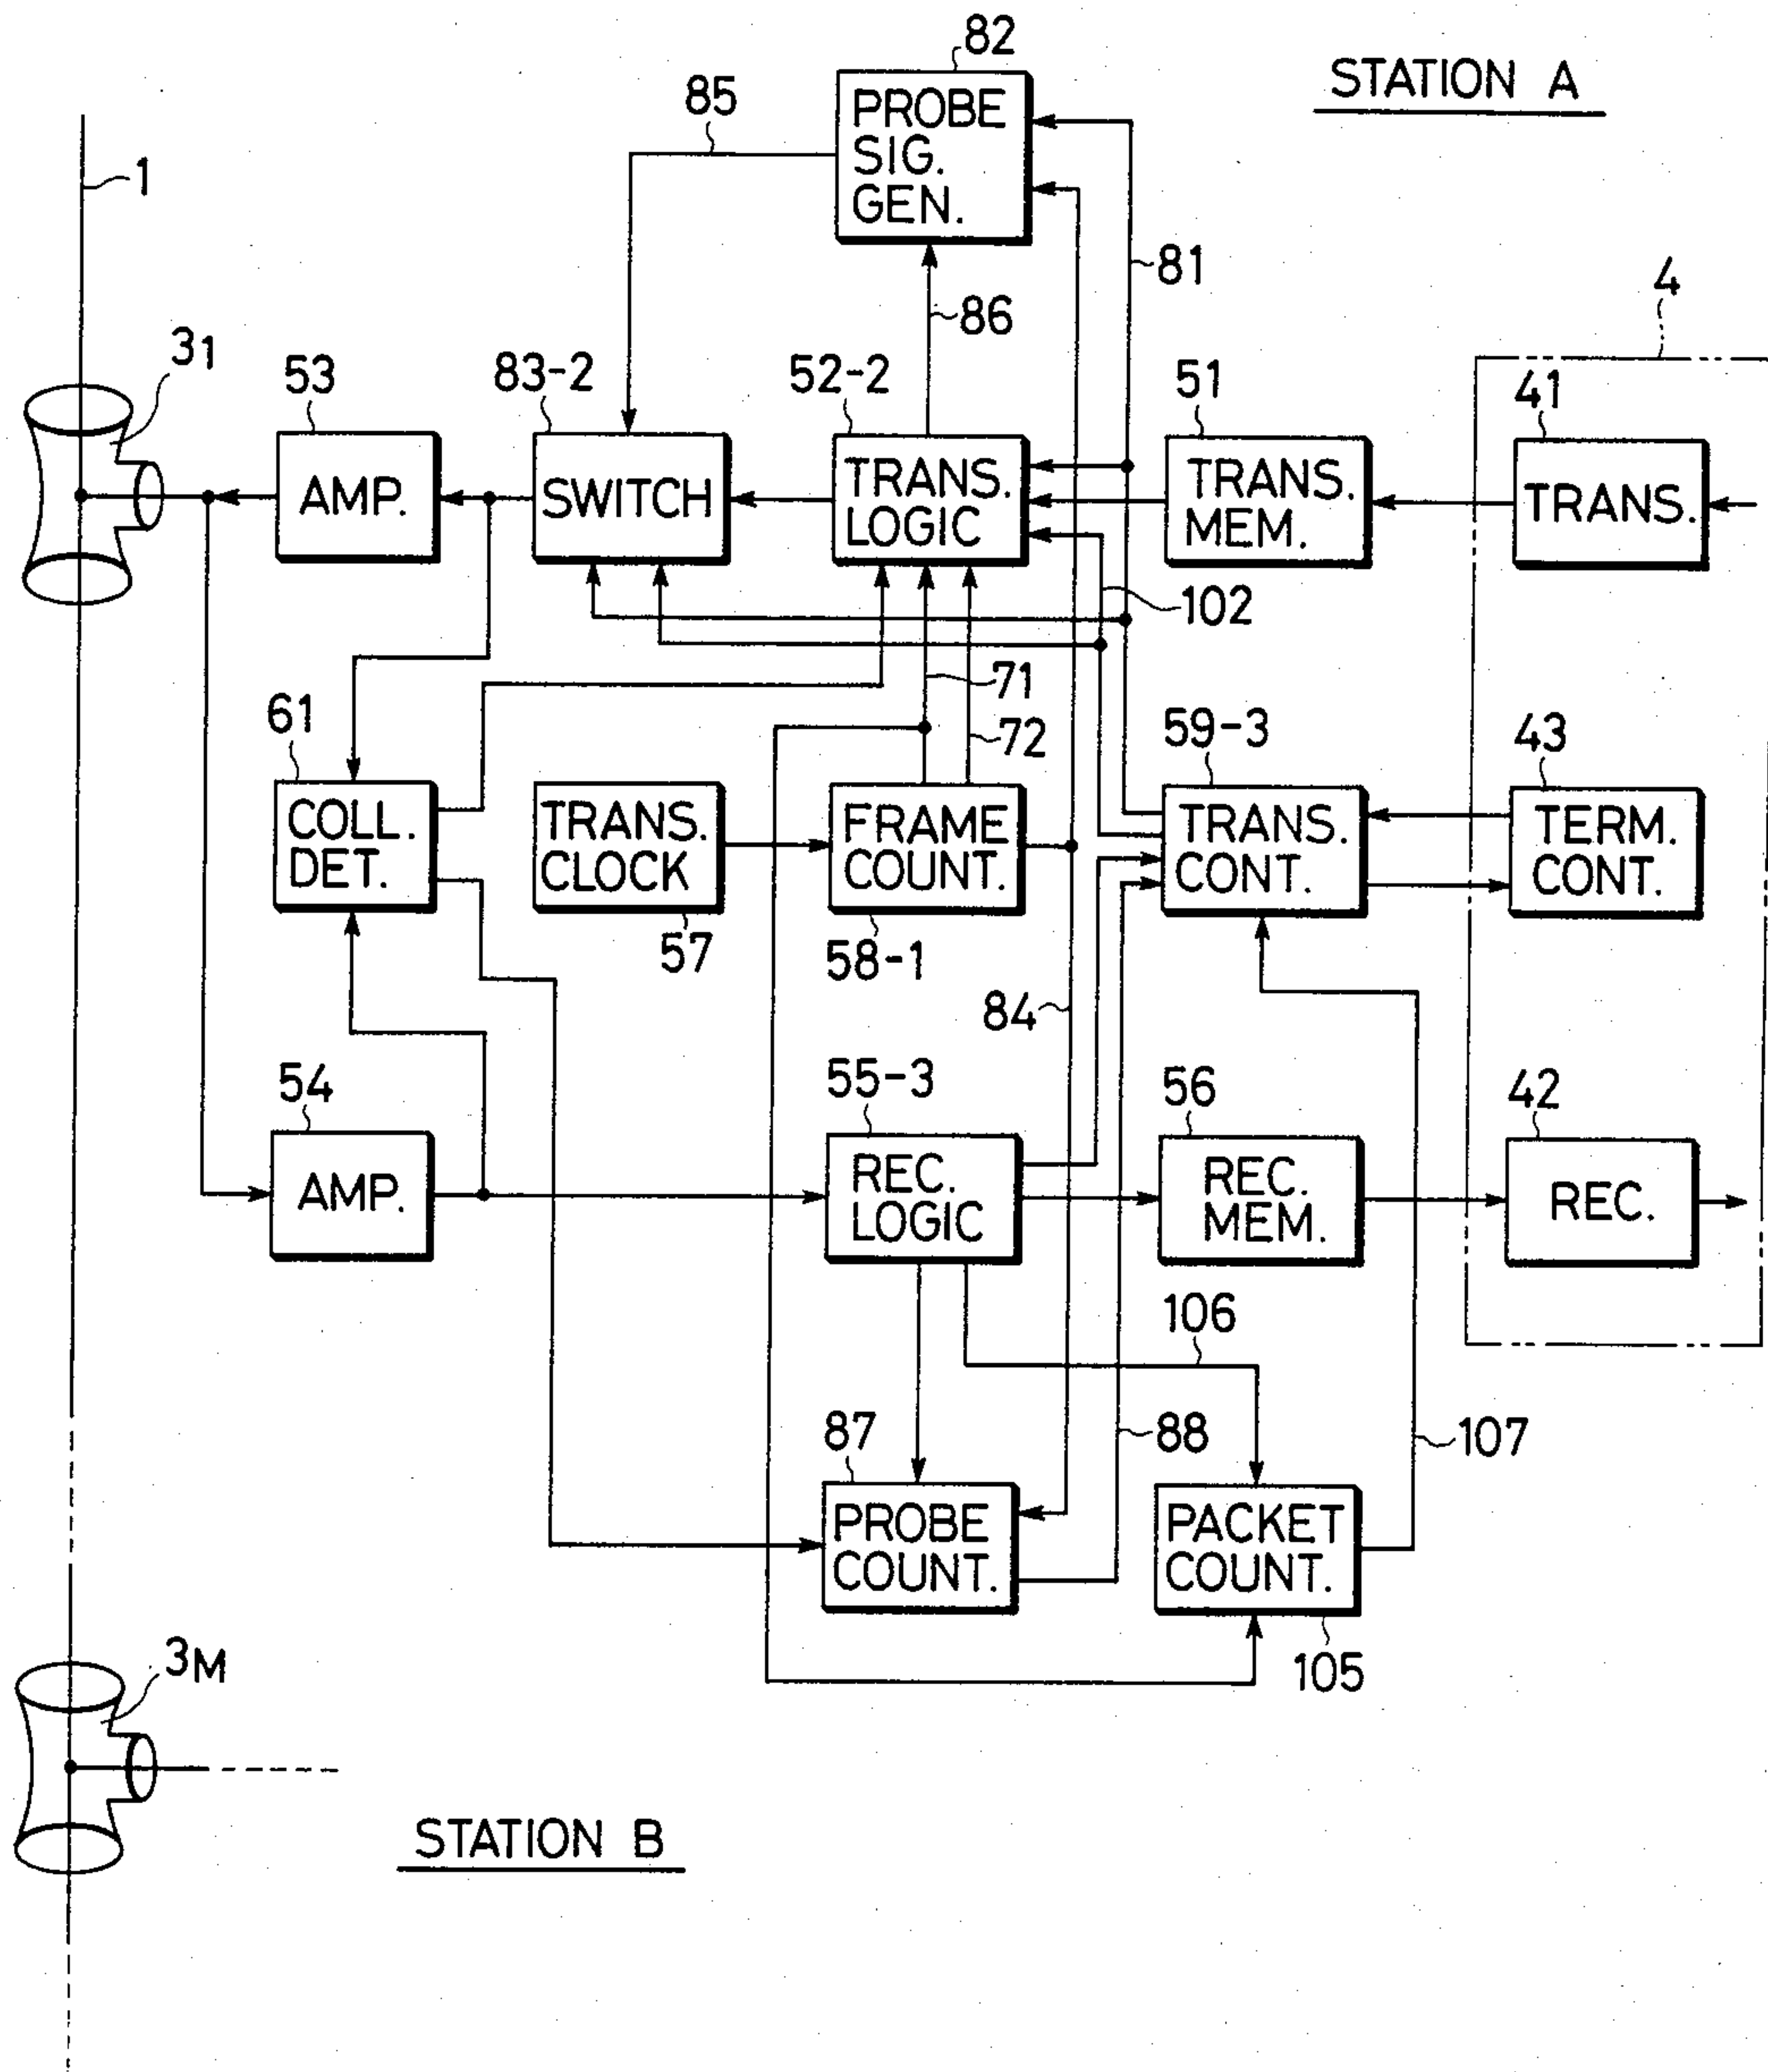 82
STATION A
85
PROBE
SIG.
GEN.
1
81
4
86
31
53
83-2
52-2
51
41
AMP.
SWITCH
TRANS.
LOGIC
TRANS.
MEM.
TRANS.
102
71
61
72
59-3
43
COLL.
DET.
TRANS.
CLOCK
FRAME
COUNT.
TRANS.
CONT.
TERM.
CONT.
57
58-1
84
54
55-3
56
42
AMP.
REC.
LOGIC
REC.
MEM.
REC.
106
87
88
107
PROBE
COUNT.
PACKET
COUNT.
3M
105
STATION B